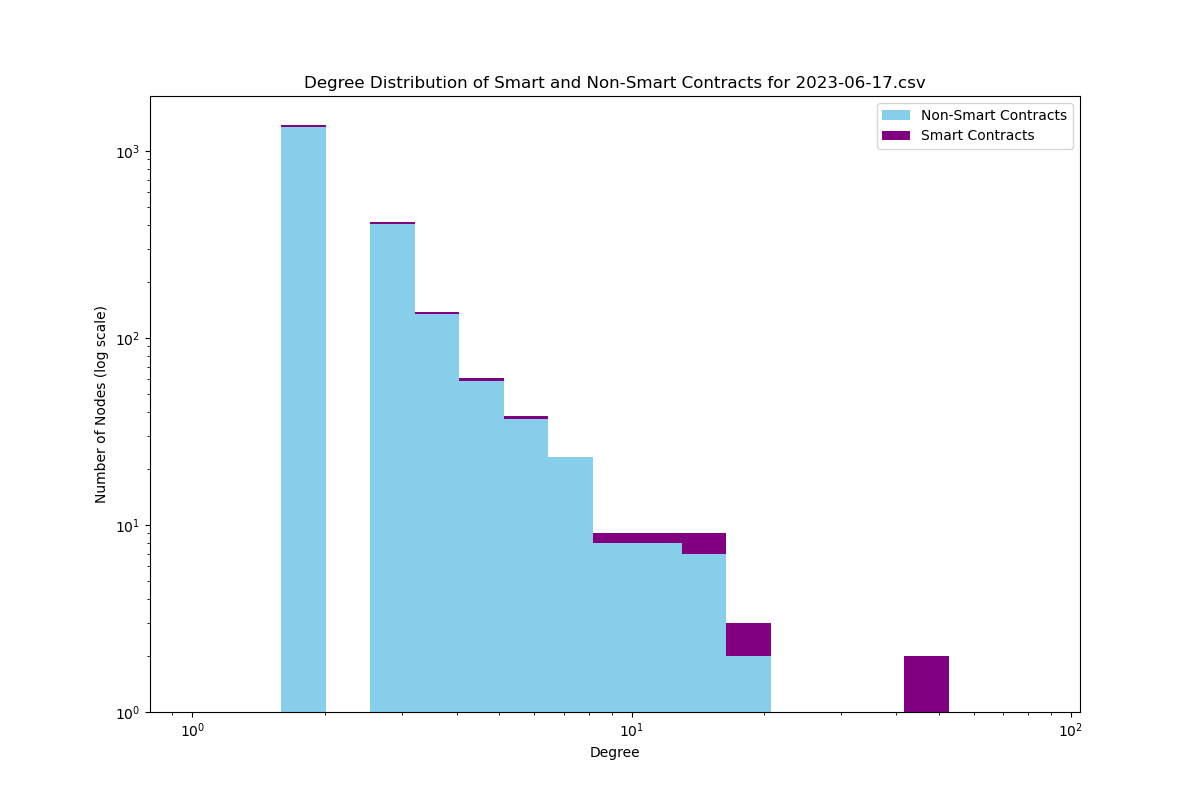 Degree Distribution of Smart and Non-Smart Contracts for 2023-06-17.csv
Non-Smart Contracts
Smart Contracts
Number of Nodes (log scale)
10³
10²
10¹
10⁰
10⁰ 10¹ 10²
Degree